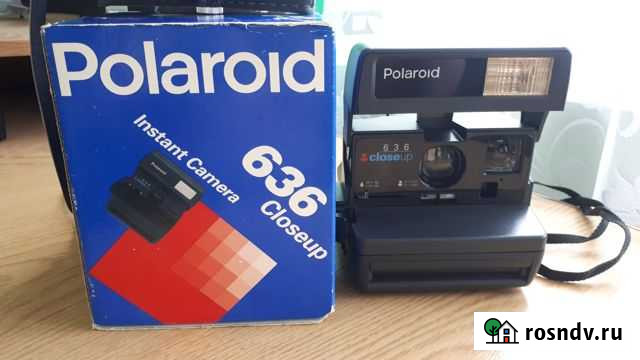 Polaroid
Instant Camera
636
Closeup
Polaroid
636
closeup
rosndv.ru